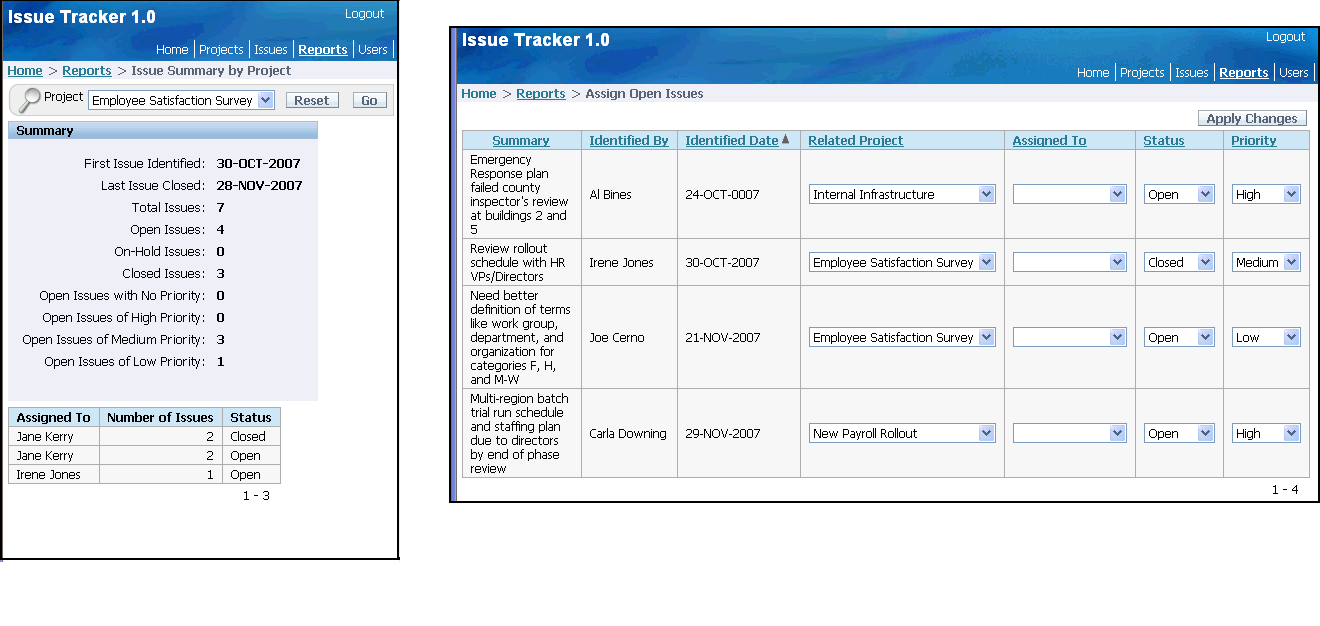 Issue Tracker 1.0
Logout
Home Projects Issues Reports Users
Home > Reports > Issue Summary by Project
Project Employee Satisfaction Survey Reset Go
Summary
First Issue Identified: 30-OCT-2007
Last Issue Closed: 28-NOV-2007
Total Issues: 7
Open Issues: 4
On-Hold Issues: 0
Closed Issues: 3
Open Issues with No Priority: 0
Open Issues of High Priority: 0
Open Issues of Medium Priority: 3
Open Issues of Low Priority: 1
Assigned To Number of Issues Status
Jane Kerry 2 Closed
Jane Kerry 2 Open
Irene Jones 1 Open
1 - 3
Issue Tracker 1.0
Logout
Home Projects Issues Reports Users
Home > Reports > Assign Open Issues
Apply Changes
Summary Identified By Identified Date Related Project Assigned To Status Priority
Emergency
Response plan
failed county
inspector's review
at buildings 2 and
5
Al Bines 24-OCT-0007 Internal Infrastructure Open High
Review rollout
schedule with HR
VPs/Directors
Irene Jones 30-OCT-2007 Employee Satisfaction Survey Closed Medium
Need better
definition of terms
like work group,
department, and
organization for
categories F, H,
and M-W
Joe Cerno 21-NOV-2007 Employee Satisfaction Survey Open Low
Multi-region batch
trial run schedule
and staffing plan
due to directors
by end of phase
review
Carla Downing 29-NOV-2007 New Payroll Rollout Open High
1 - 4